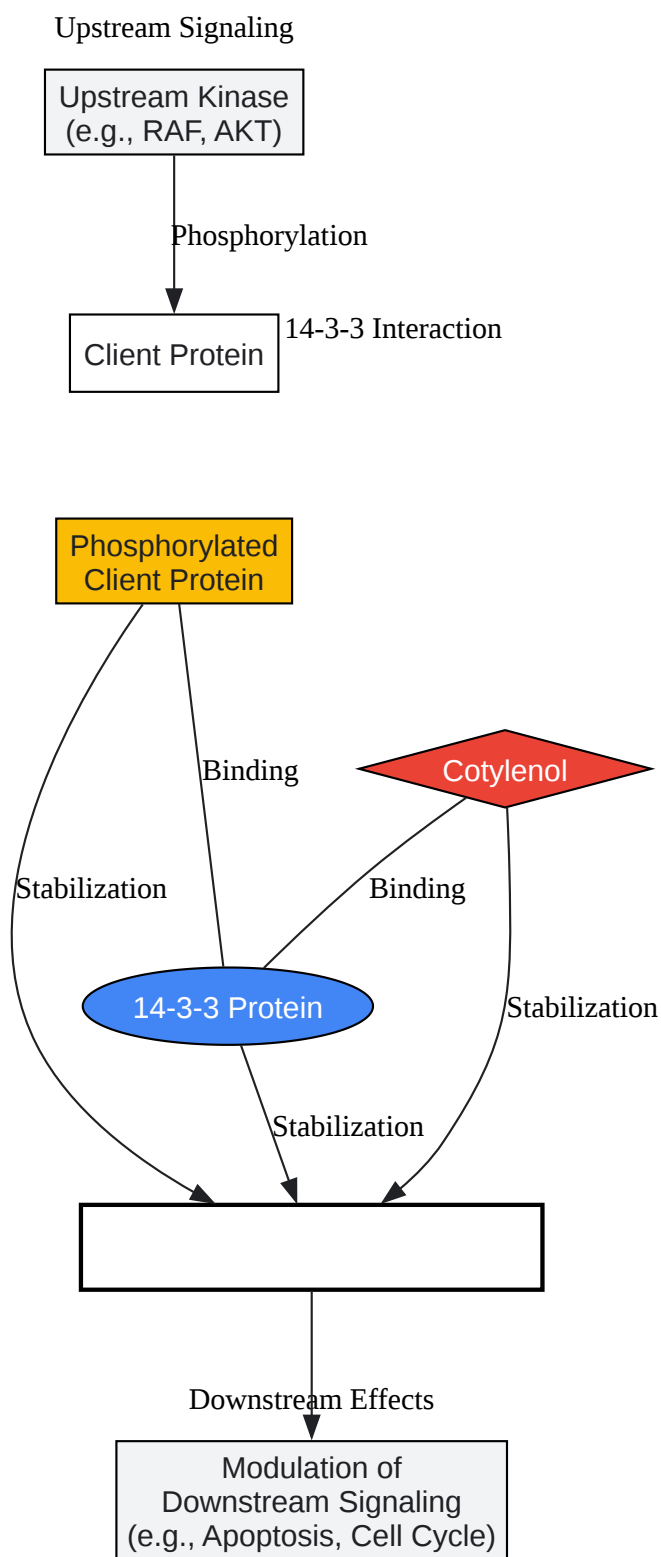 Upstream Signaling
Upstream Kinase
(e.g., RAF, AKT)
Phosphorylation
Client Protein
14-3-3 Interaction
Phosphorylated
Client Protein
Binding
Cotylenol
Stabilization
Binding
14-3-3 Protein
Stabilization
Stabilization
Downstream Effects
Modulation of
Downstream Signaling
(e.g., Apoptosis, Cell Cycle)